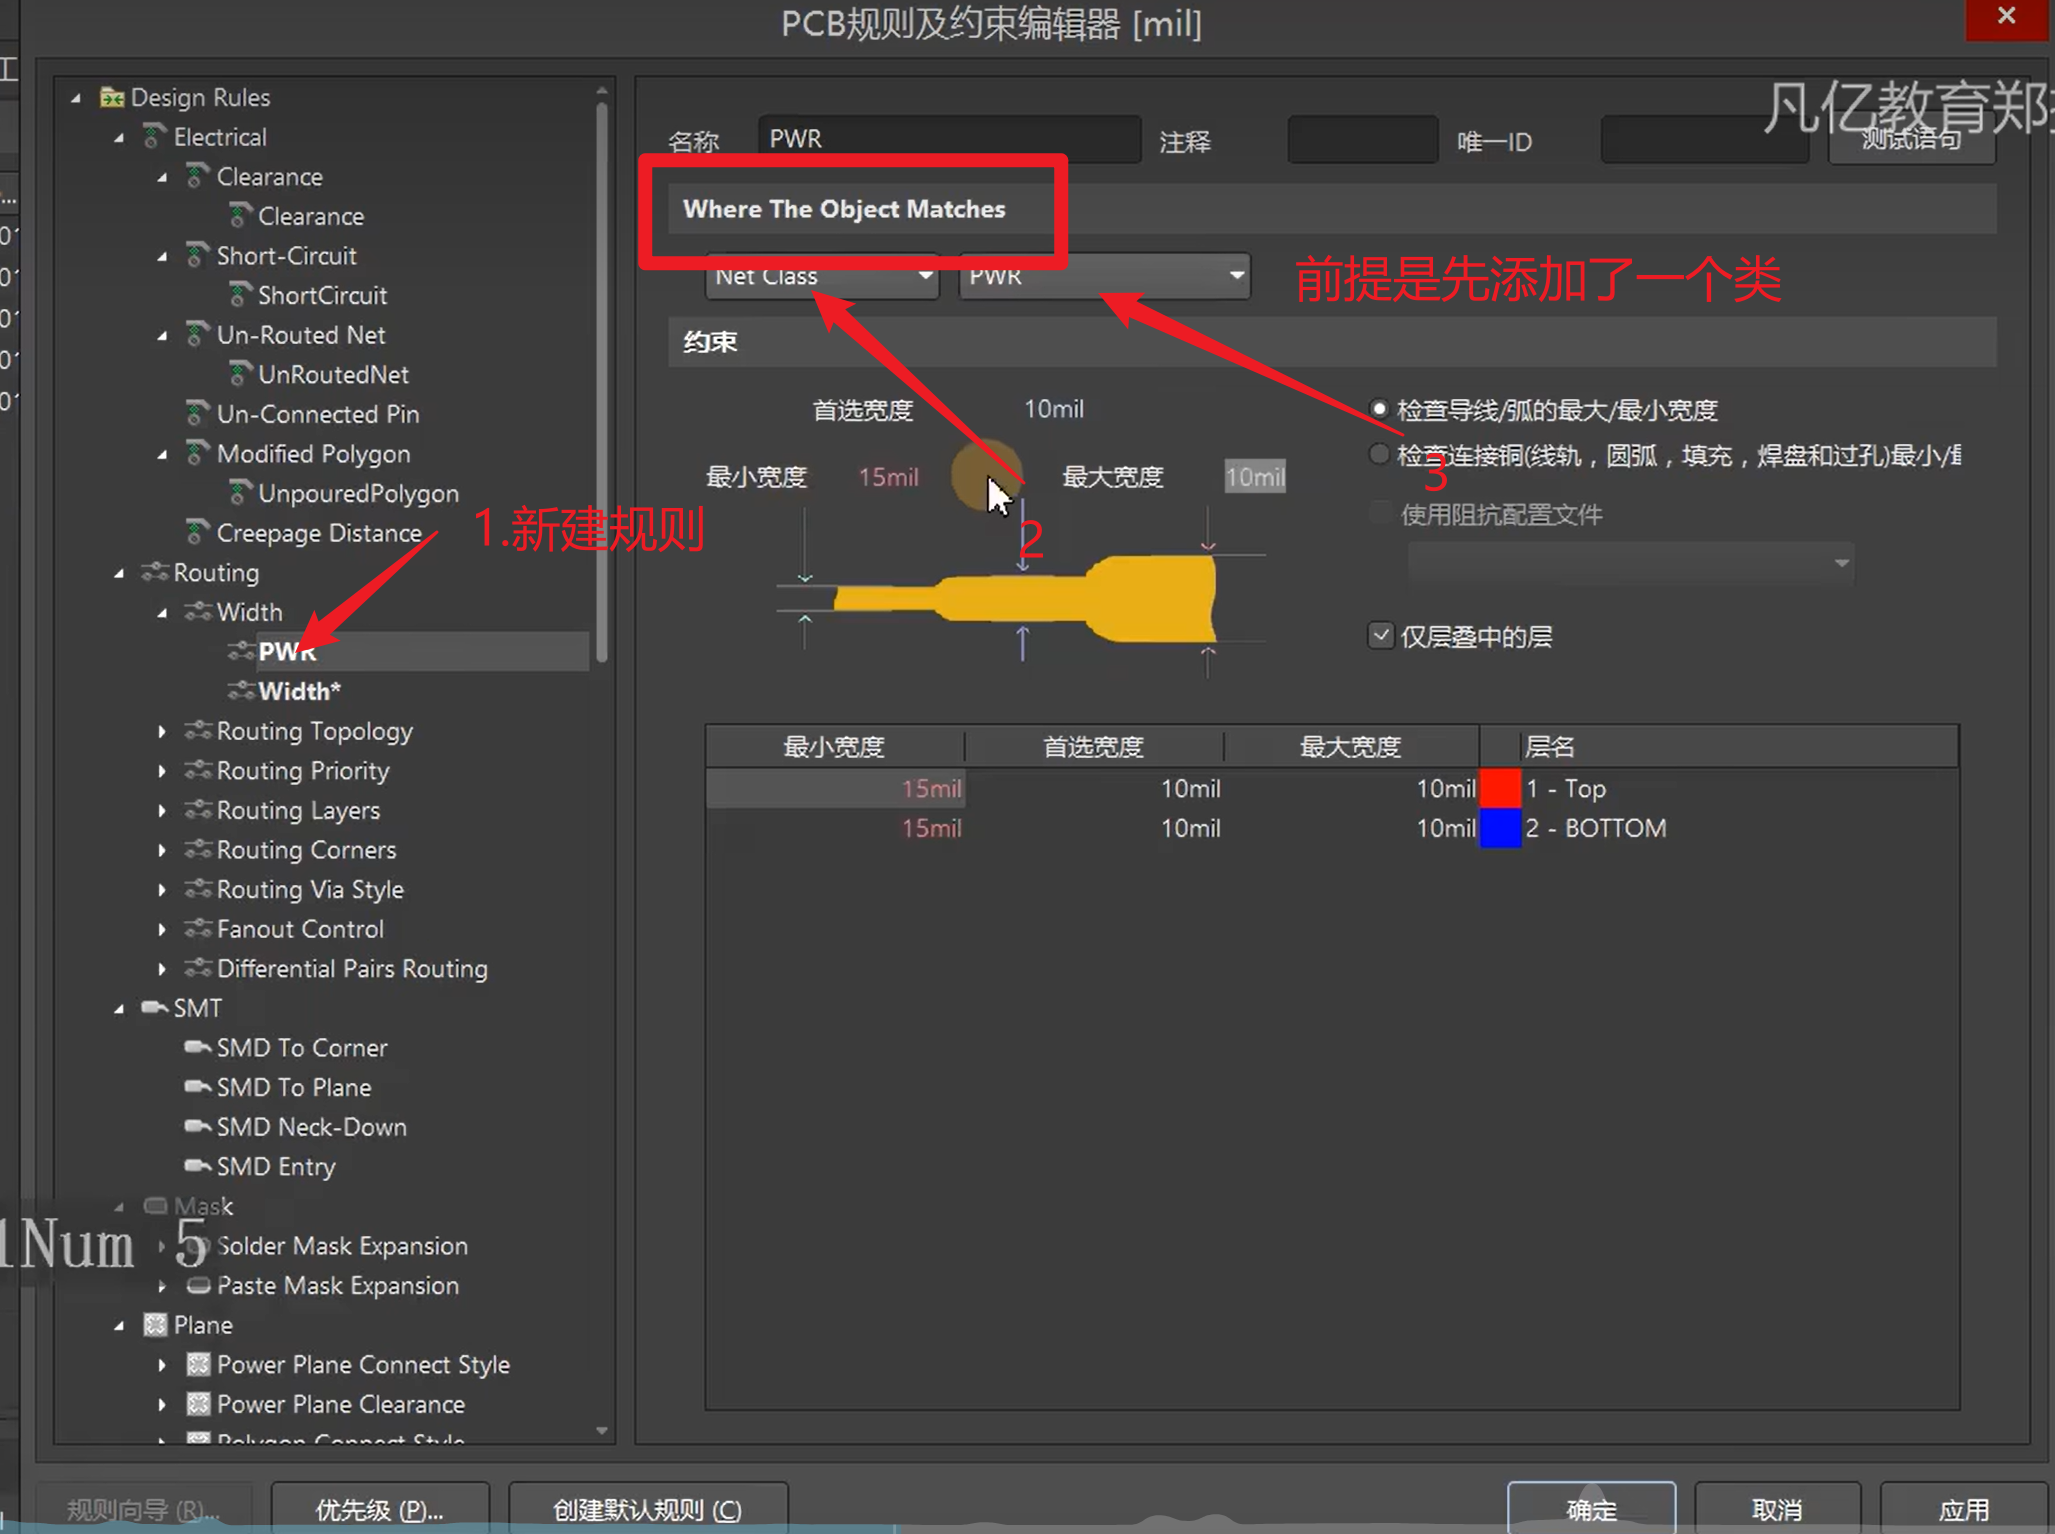 PCB规则及约束编辑器 [mil]
工
凡亿教育郑
Design Rules
Electrical
Clearance
Clearance
Short-Circuit
ShortCircuit
Un-Routed Net
UnRoutedNet
Un-Connected Pin
Modified Polygon
UnpouredPolygon
Creepage Distance
1.新建规则
Routing
Width
PWR
Width*
Routing Topology
Routing Priority
Routing Layers
Routing Corners
Routing Via Style
Fanout Control
Differential Pairs Routing
SMT
SMD To Corner
SMD To Plane
SMD Neck-Down
SMD Entry
Mask
1Num 5
Solder Mask Expansion
Paste Mask Expansion
Plane
Power Plane Connect Style
Power Plane Clearance
Polygon Connect Style
名称 PWR 注释 唯一ID 测试语句
Where The Object Matches
Net Class PWR
前提是先添加了一个类
约束
首选宽度 10mil
最小宽度 15mil 最大宽度 10mil
2
检查导线/弧的最大/最小宽度
检查连接铜(线轨，圆弧，填充，焊盘和过孔)最小/
3
使用阻抗配置文件
仅层叠中的层
最小宽度 首选宽度 最大宽度 层名
15mil 10mil 10mil 1 - Top
15mil 10mil 10mil 2 - BOTTOM
规则向导 (R)... 优先级 (P)... 创建默认规则 (C) 确定 取消 应用